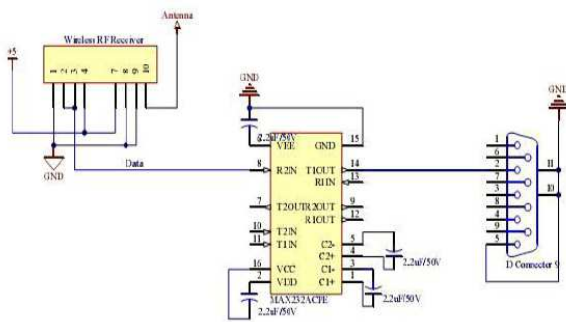 Antenna
Wireless RF Receiver
+5
1 2 3 4 7 8 9 10
GND
Data
GND
2.2uF/50V
6 VEE GND 15
8 R2IN T1OUT 14
R1IN 13
7 T2OUT R2OUT 9
R1OUT 12
10 T2IN
11 T1IN
C2- 5
C2+ 4
16 VCC C1- 3
2 VDD C1+ 1
2.2uF/50V
2.2uF/50V
2.2uF/50V
MAX232ACPE
GND
1
6
2
7
3
8
4
9
5
11
10
D Connecter 9